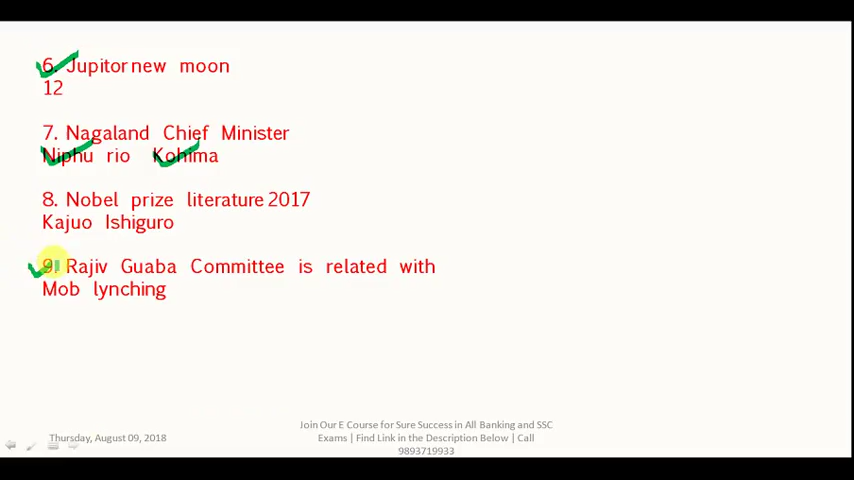 6. Jupitor new moon
12
7. Nagaland Chief Minister
Niphu rio Kohima
8. Nobel prize literature 2017
Kajuo Ishiguro
9. Rajiv Guaba Committee is related with
Mob lynching
Thursday, August 09, 2018
Join Our E Course for Sure Success in All Banking and SSC
Exams | Find Link in the Description Below | Call
9893719933